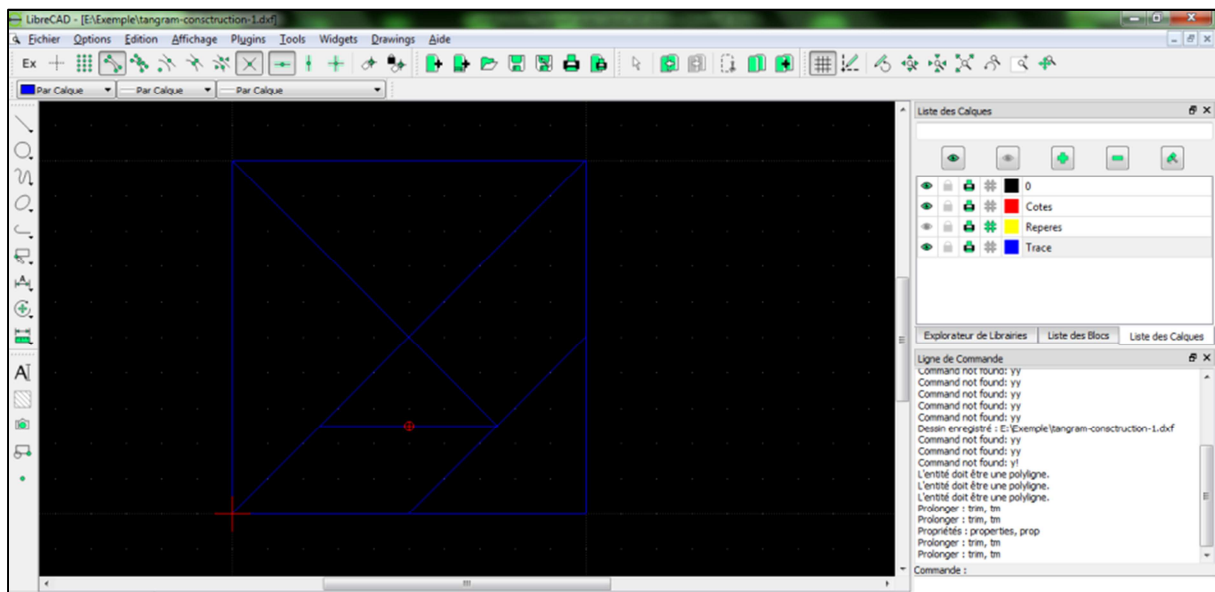 LibreCAD - [E:\Exemple\tangram-consctruction-1.dxf]
Eichier Options Edition Affichage Plugins Tools Widgets Drawings Aide
Ex
Par Calque Par Calque Par Calque
Liste des Calques
0
Cotes
Reperes
Trace
Explorateur de Librairies Liste des Blocs Liste des Calques
Ligne de Commande
Command not found: yy
Command not found: yy
Command not found: yy
Command not found: yy
Command not found: yy
Dessin enregistré : E:\Exemple\tangram-consctruction-1.dxf
Command not found: yy
Command not found: yy
Command not found: y!
L'entité doit être une polyligne.
L'entité doit être une polyligne.
L'entité doit être une polyligne.
Prolonger : trim, tm
Prolonger : trim, tm
Propriétés : properties, prop
Prolonger : trim, tm
Prolonger : trim, tm
Commande :